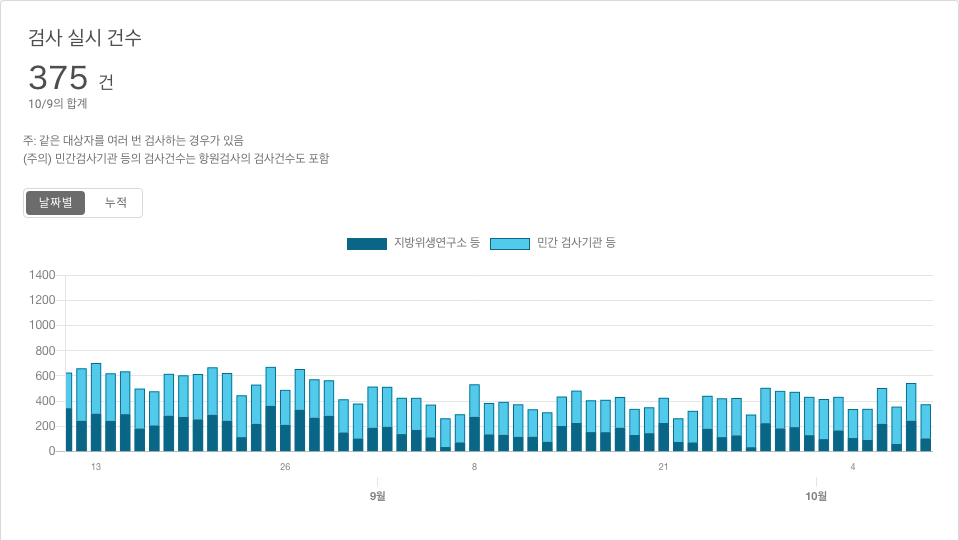 검사 실시 건수
375 건
10/9의 합계
주: 같은 대상자를 여러 번 검사하는 경우가 있음
(주의) 민간검사기관 등의 검사건수는 항원검사의 검사건수도 포함
날짜별 누적
지방위생연구소 등 민간 검사기관 등
1400
1200
1000
800
600
400
200
0
13 26 8 21 4
9월 10월